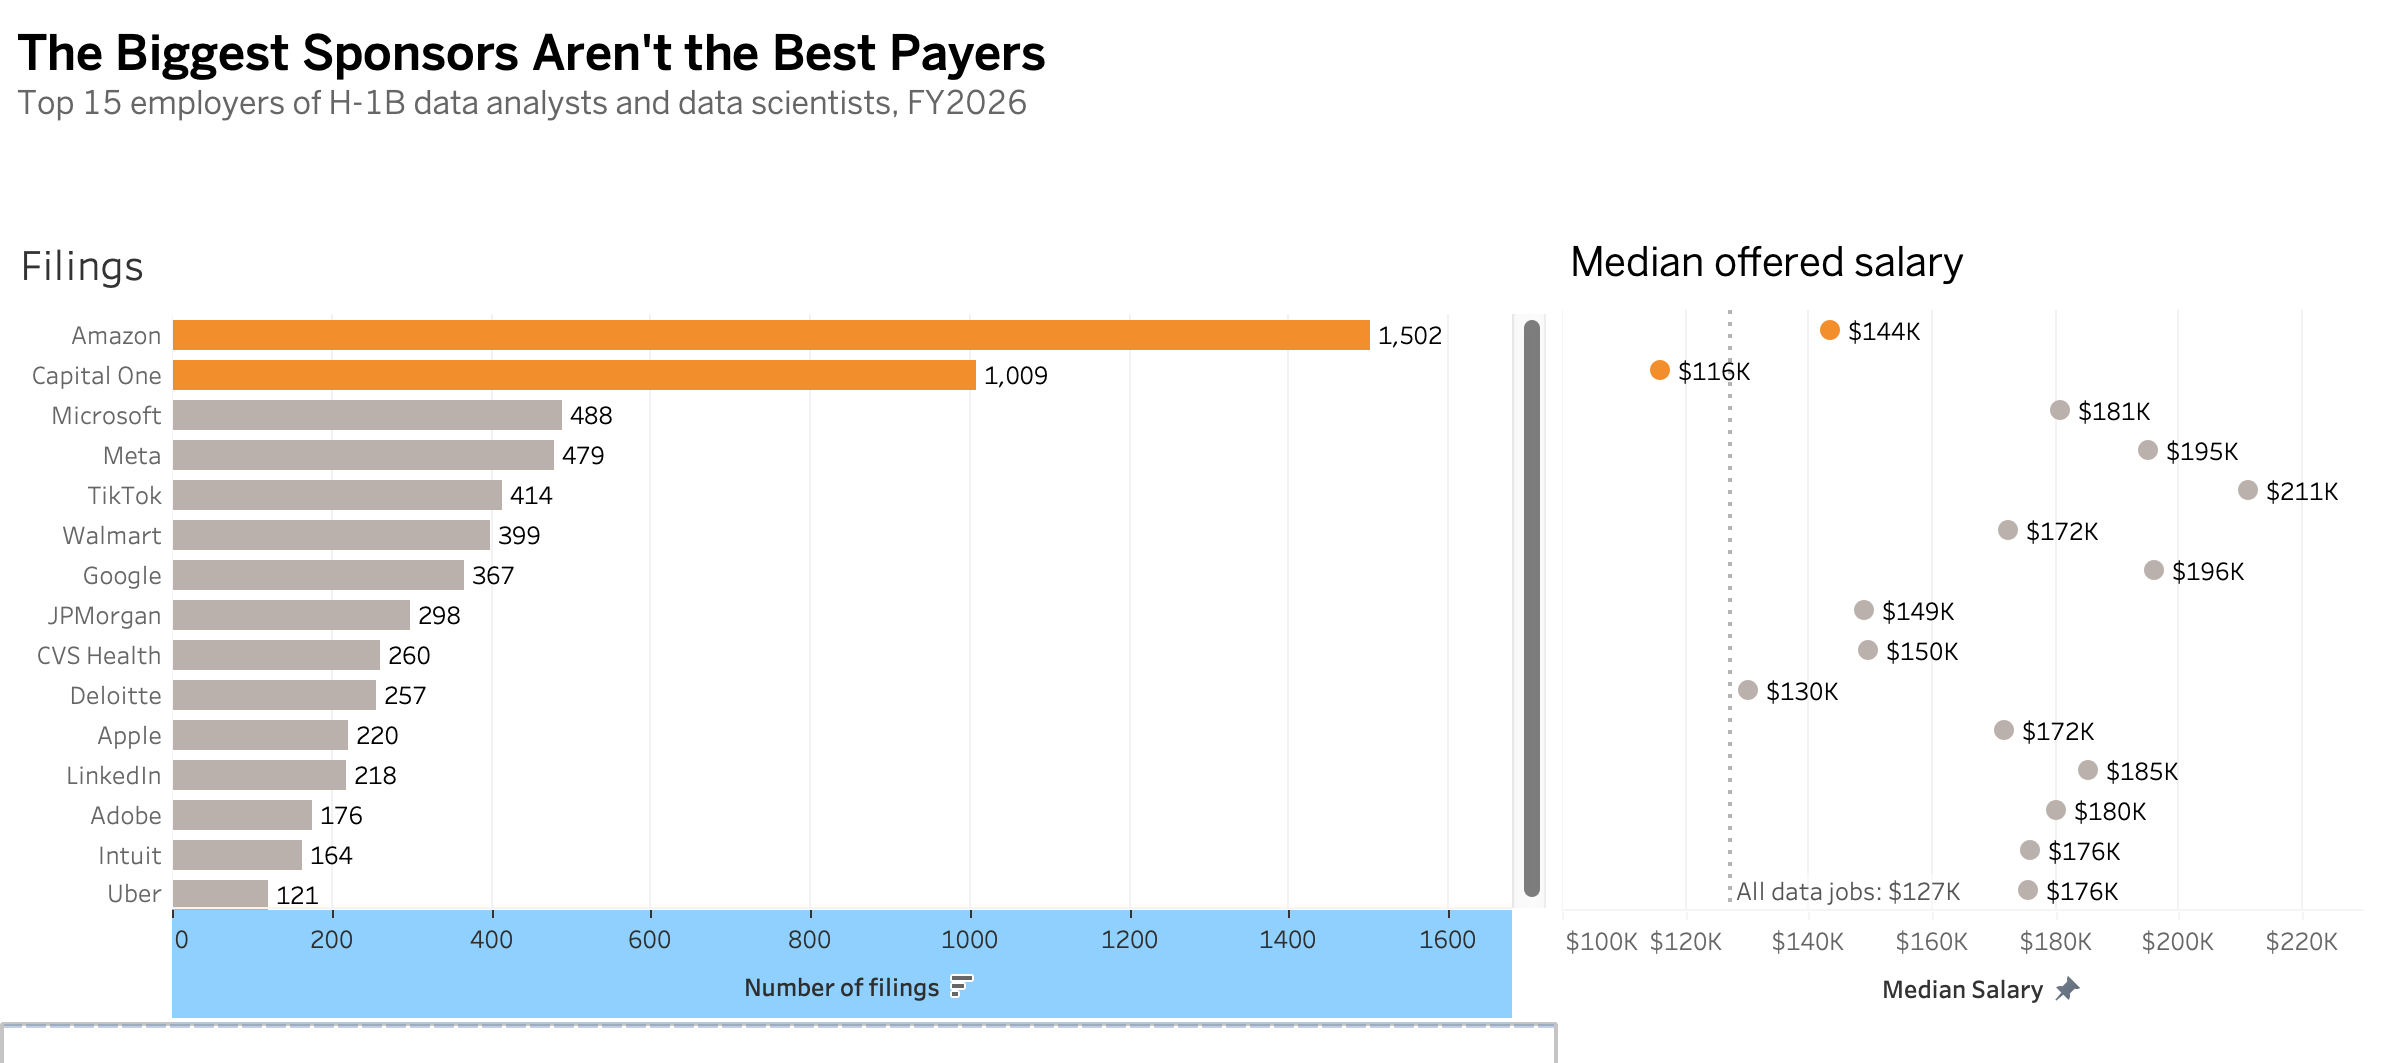 The Biggest Sponsors Aren't the Best Payers
Top 15 employers of H-1B data analysts and data scientists, FY2026
Filings
Amazon 1,502
Capital One 1,009
Microsoft 488
Meta 479
TikTok 414
Walmart 399
Google 367
JPMorgan 298
CVS Health 260
Deloitte 257
Apple 220
LinkedIn 218
Adobe 176
Intuit 164
Uber 121
0 200 400 600 800 1000 1200 1400 1600
Number of filings
Median offered salary
$144K
$116K
$181K
$195K
$211K
$172K
$196K
$149K
$150K
$130K
$172K
$185K
$180K
$176K
All data jobs: $127K $176K
$100K $120K $140K $160K $180K $200K $220K
Median Salary